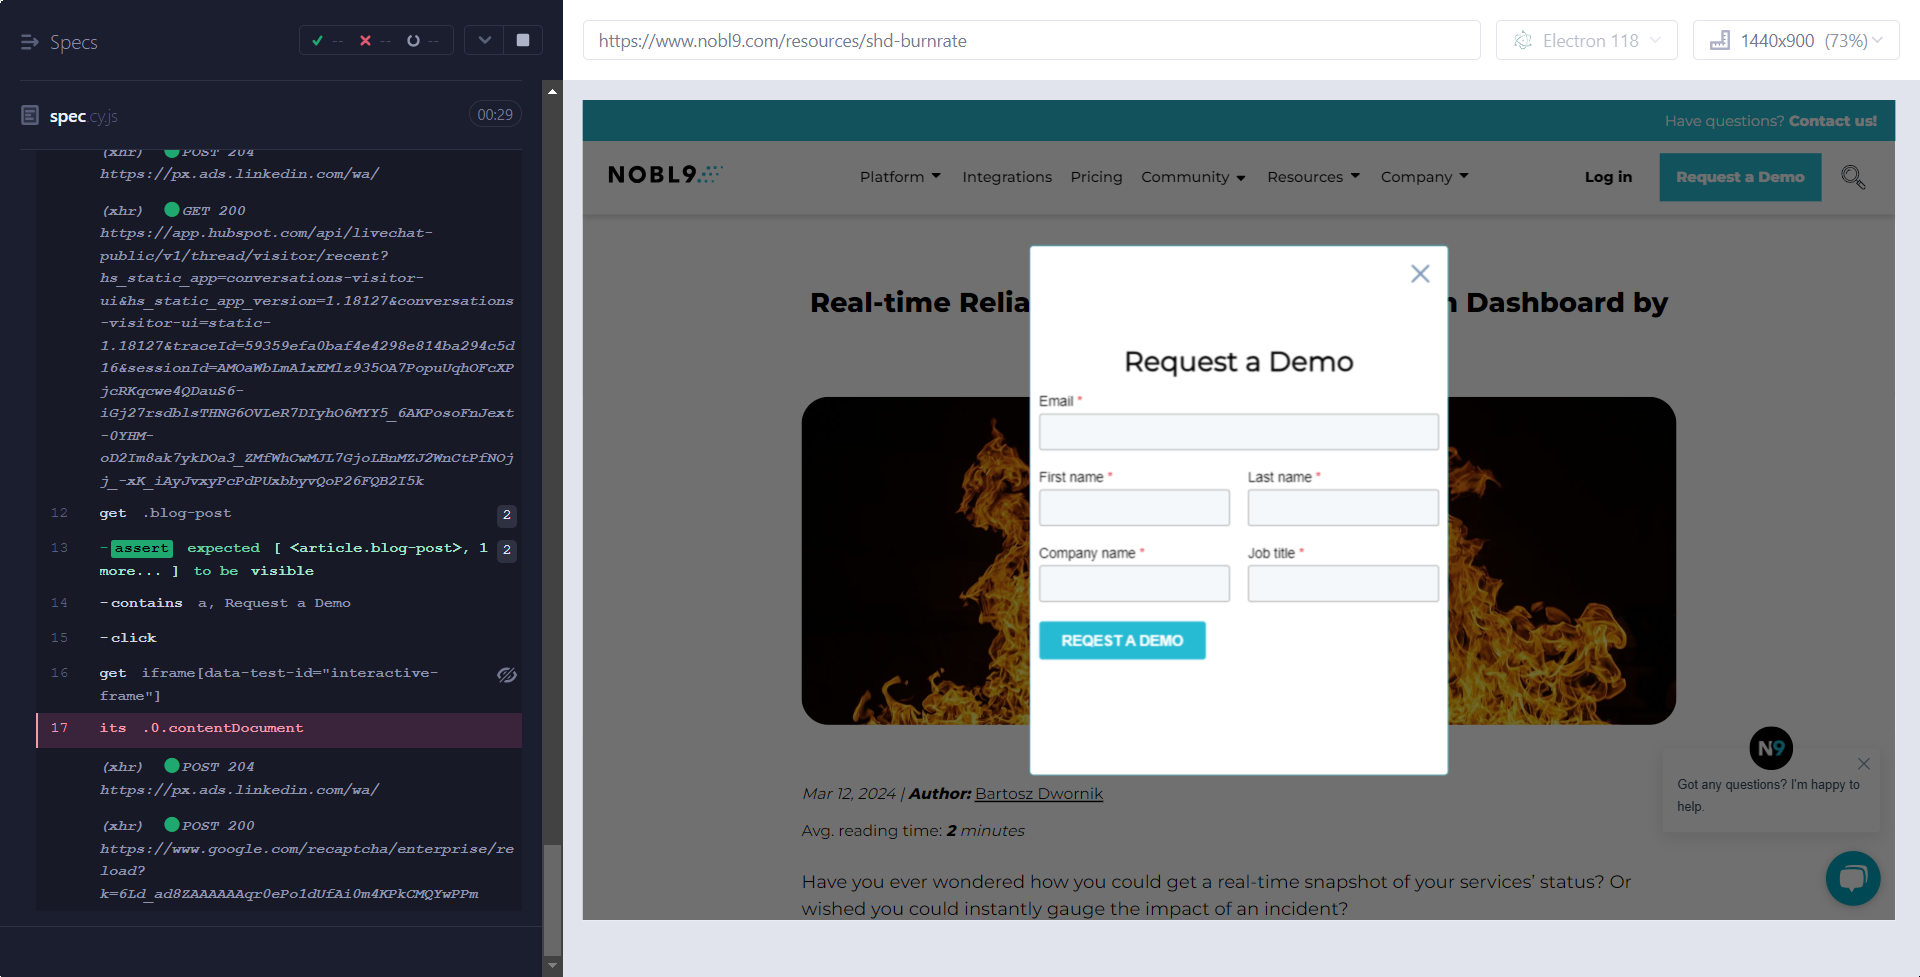 Specs
-- -- --
spec.cy.js
00:29
(xhr) POST 204
https://px.ads.linkedin.com/wa/
(xhr) GET 200
https://app.hubspot.com/api/livechat-
public/v1/thread/visitor/recent?
hs_static_app=conversations-visitor-
ui&hs_static_app_version=1.18127&conversations
-visitor-ui=static-
1.18127&traceId=59359efa0baf4e4298e814ba294c5d
16&sessionId=AMOaWbLmA1xEMlz935OA7PopuUqhOFcXP
jcRKqcwe4QDauS6-
iGj27rsdblsTHNG6OVLeR7DIyhO6MYY5_6AKPosoFnJext
-0YHM-
oD2Im8ak7ykDOa3_ZMfWhCwMJL7GjoLBnMZJ2WnCtPfNOj
j_-xK_iAyJvxyPcPdPUxbbyvQoP26FQB2I5k
12 get .blog-post 2
13 -assert expected [ <article.blog-post>, 1 2
more... ] to be visible
14 -contains a, Request a Demo
15 -click
16 get iframe[data-test-id="interactive-
frame"]
17 its .0.contentDocument
(xhr) POST 204
https://px.ads.linkedin.com/wa/
(xhr) POST 200
https://www.google.com/recaptcha/enterprise/re
load?
k=6Ld_ad8ZAAAAAAqr0ePo1dUfAi0m4KPkCMQYwPPm
https://www.nobl9.com/resources/shd-burnrate
Electron 118
1440x900 (73%)
Have questions? Contact us!
NOBL9
Platform Integrations Pricing Community Resources Company Log in Request a Demo
Real-time Relia
n Dashboard by
Request a Demo
Email *
First name * Last name *
Company name * Job title *
REQEST A DEMO
Mar 12, 2024 | Author: Bartosz Dwornik
Avg. reading time: 2 minutes
Have you ever wondered how you could get a real-time snapshot of your services’ status? Or
wished you could instantly gauge the impact of an incident?
N9
Got any questions? I'm happy to
help.